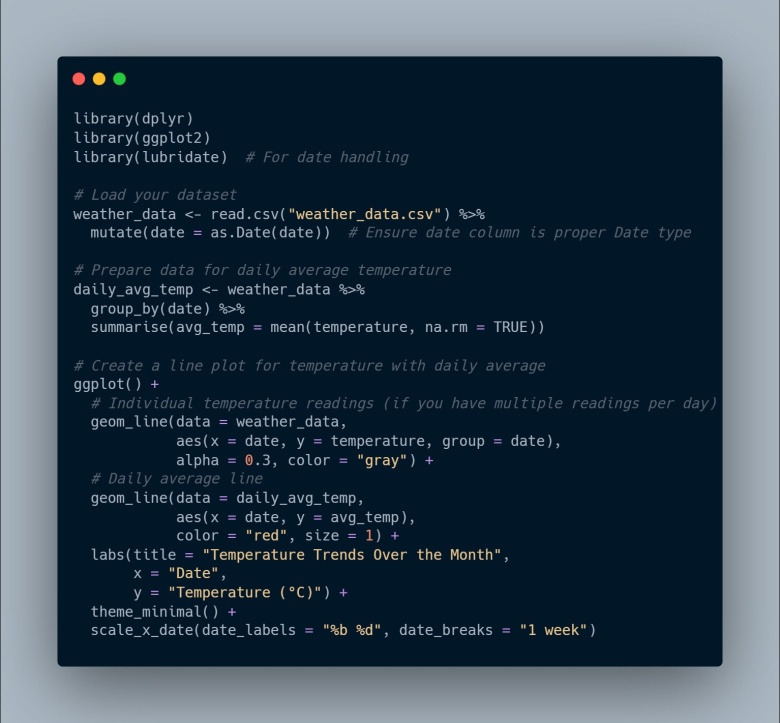 library(dplyr)
library(ggplot2)
library(lubridate)  # For date handling

# Load your dataset
weather_data <- read.csv("weather_data.csv") %>%
  mutate(date = as.Date(date))  # Ensure date column is proper Date type

# Prepare data for daily average temperature
daily_avg_temp <- weather_data %>%
  group_by(date) %>%
  summarise(avg_temp = mean(temperature, na.rm = TRUE))

# Create a line plot for temperature with daily average
ggplot() +
  # Individual temperature readings (if you have multiple readings per day)
  geom_line(data = weather_data,
            aes(x = date, y = temperature, group = date),
            alpha = 0.3, color = "gray") +
  # Daily average line
  geom_line(data = daily_avg_temp,
            aes(x = date, y = avg_temp),
            color = "red", size = 1) +
  labs(title = "Temperature Trends Over the Month",
       x = "Date",
       y = "Temperature (°C)") +
  theme_minimal() +
  scale_x_date(date_labels = "%b %d", date_breaks = "1 week")